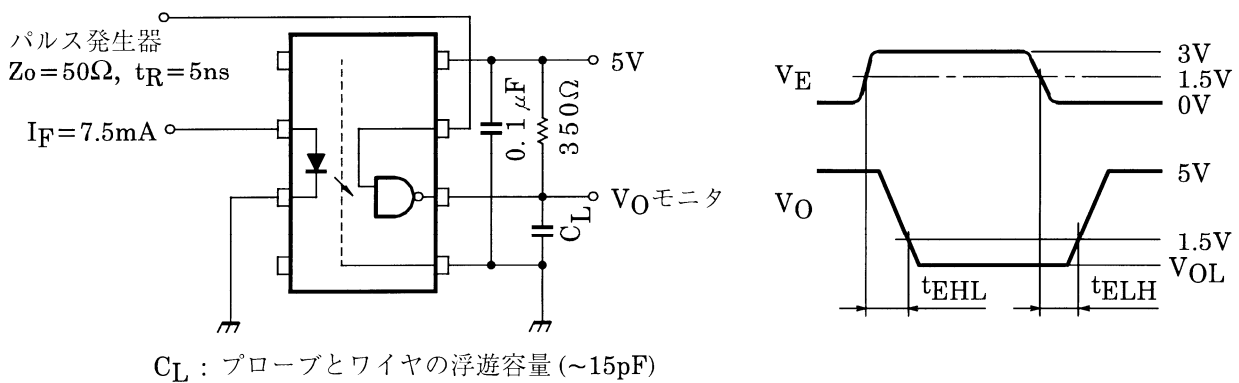 パルス発生器
Zo=50Ω, tR=5ns
IF=7.5mA
5V
0.1μF
350Ω
VOモニタ
CL
CL : プローブとワイヤの浮遊容量 (~15pF)
VE
3V
1.5V
0V
VO
5V
1.5V
VOL
tEHL
tELH